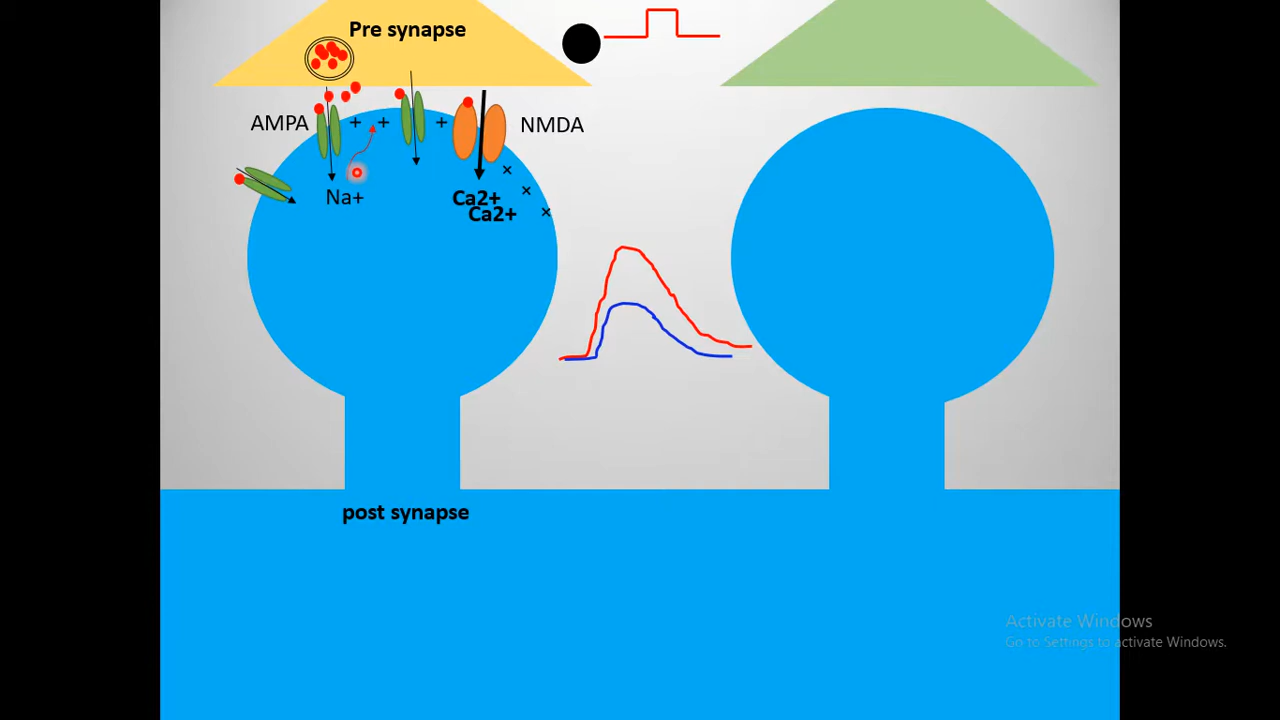 Pre synapse
AMPA
+ + +
NMDA
Na+
Ca2+
Ca2+
post synapse
Activate Windows
Go to Settings to activate Windows.